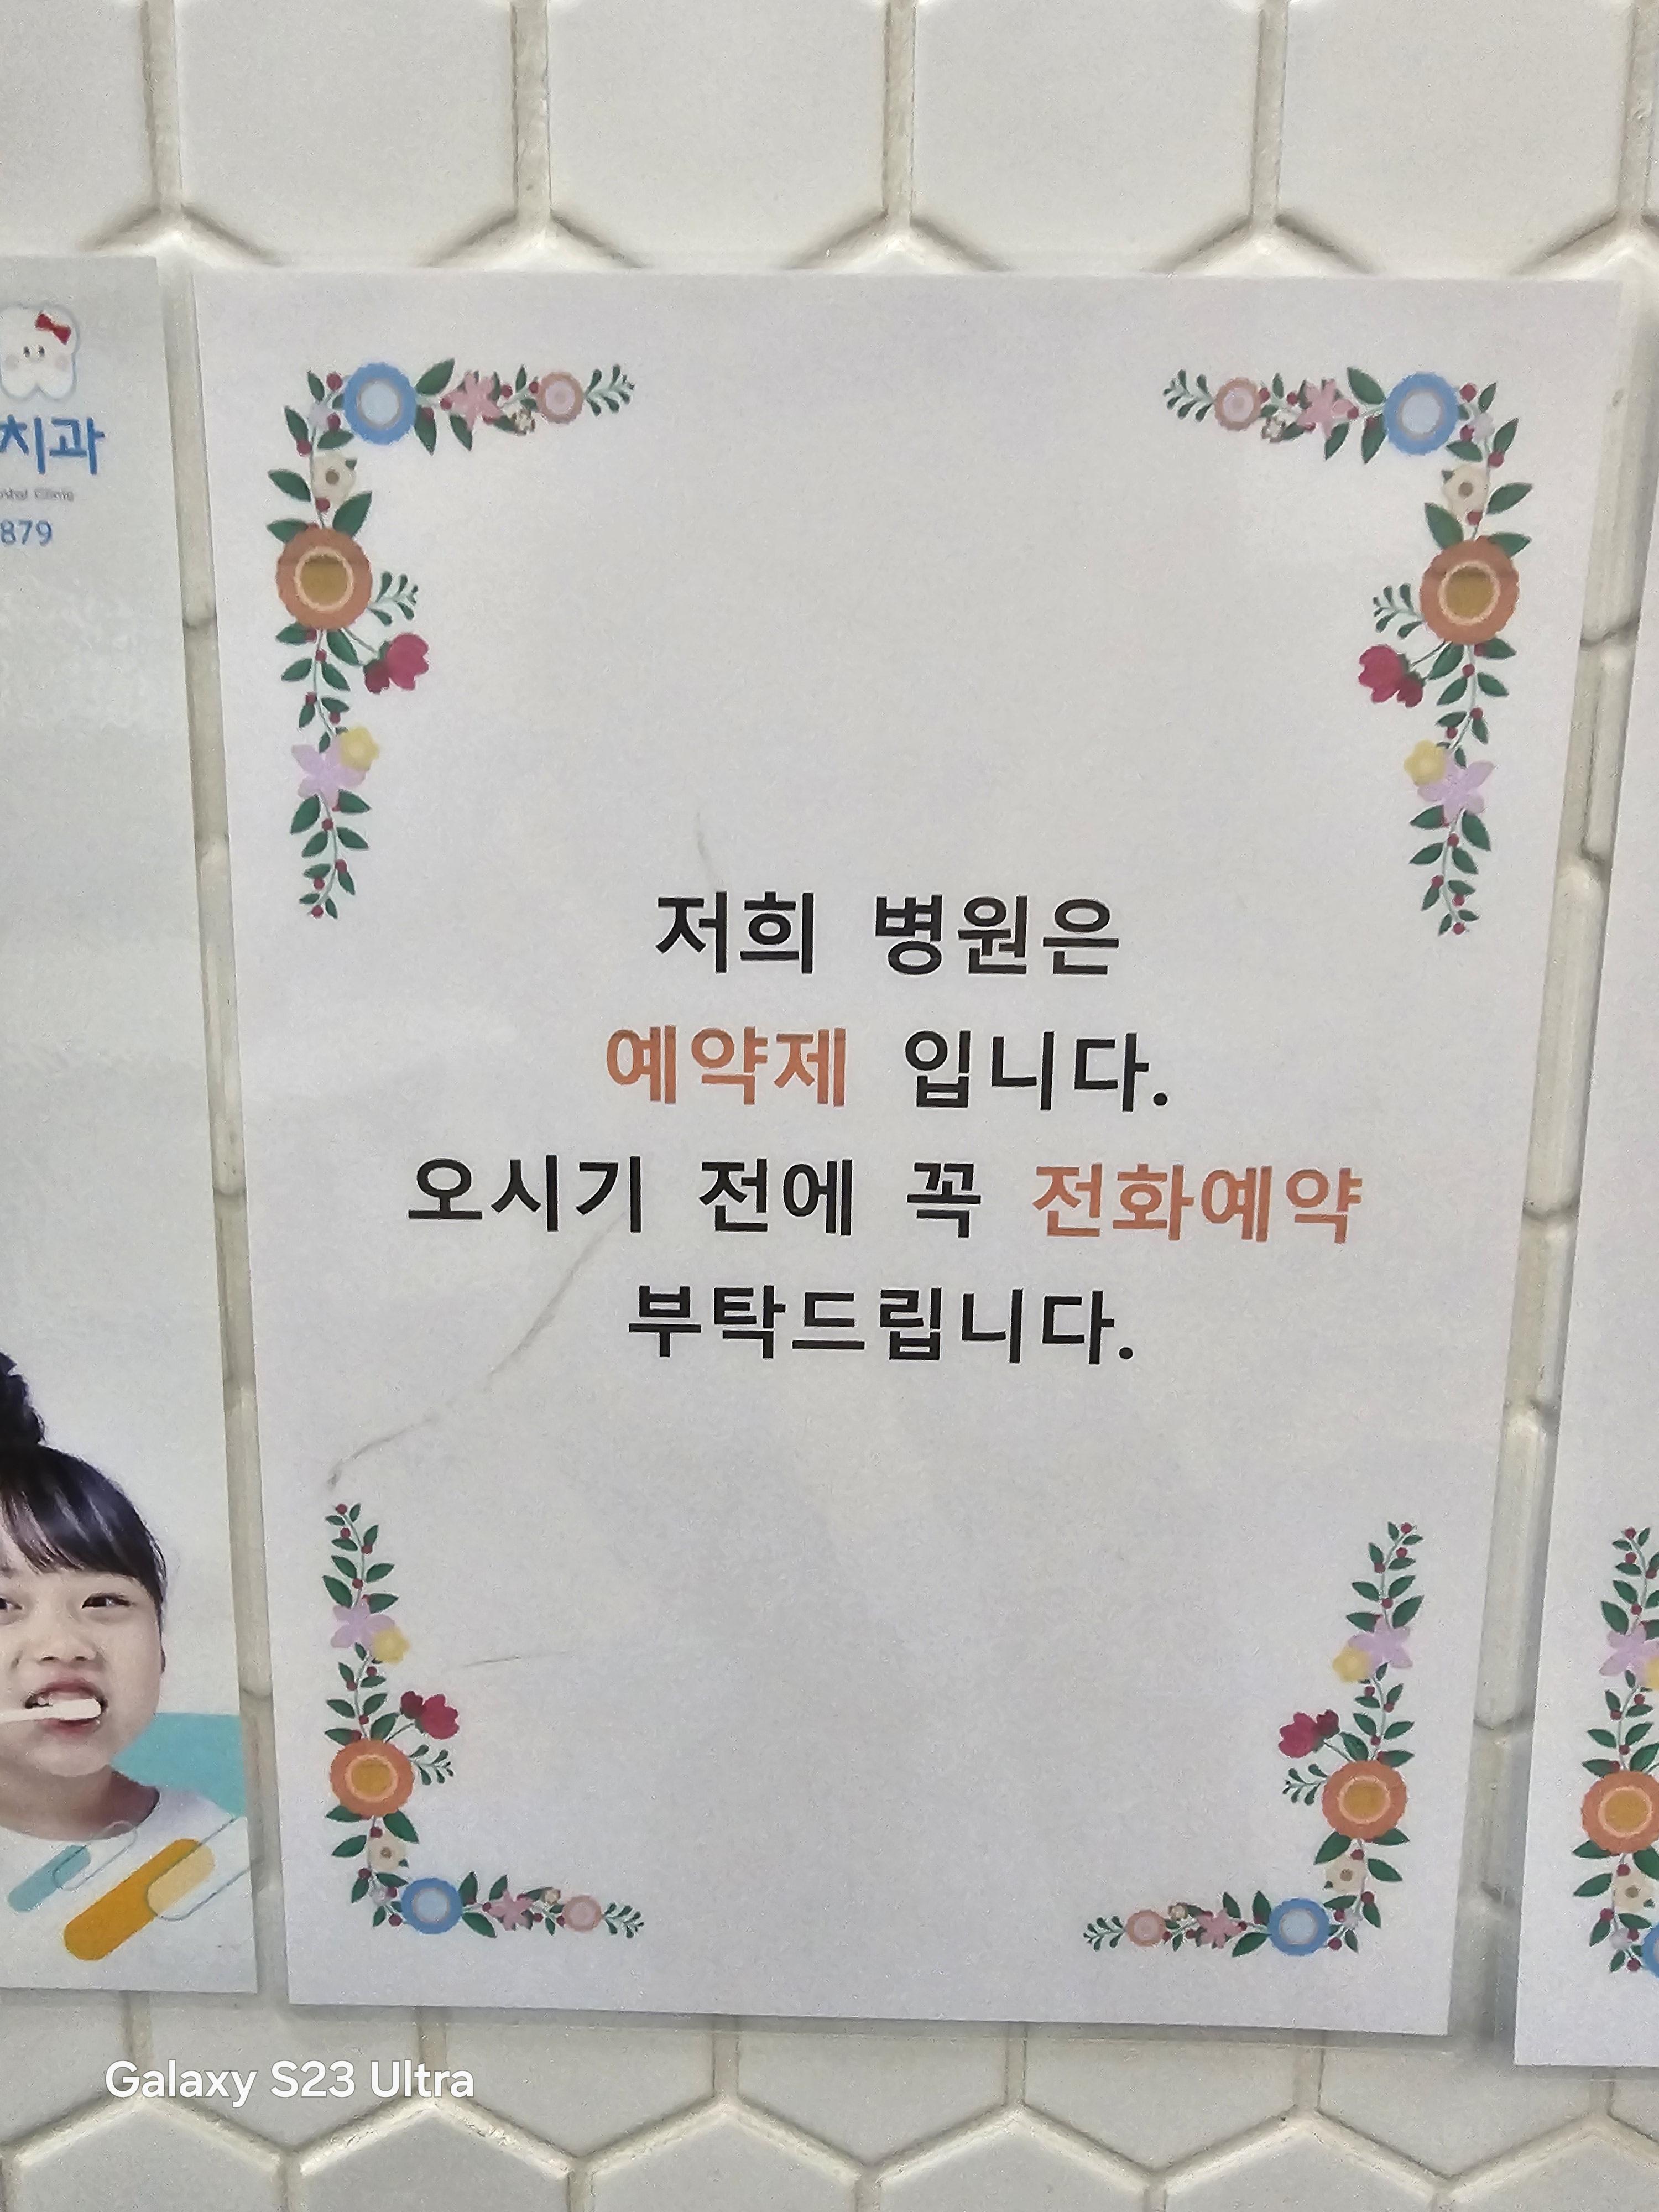 치과
879
저희 병원은
예약제 입니다.
오시기 전에 꼭 전화예약
부탁드립니다.
Galaxy S23 Ultra